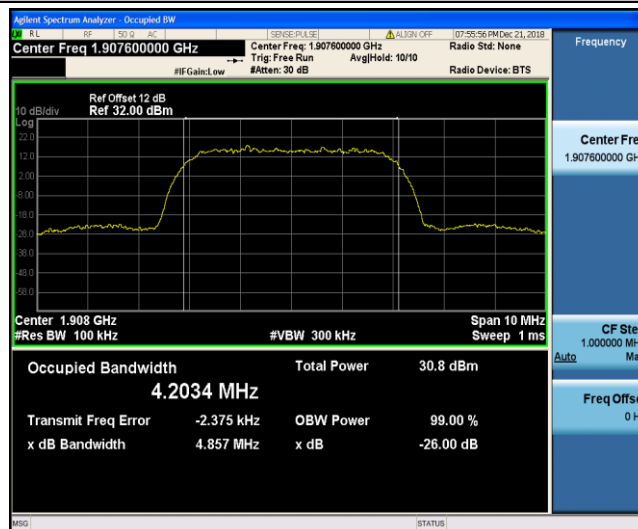 Agilent Spectrum Analyzer - Occupied BW
RL RF 50 Ω AC SENSE:PULSE ALIGN OFF 07:55:56 PM Dec 21, 2018
Center Freq 1.907600000 GHz Center Freq: 1.907600000 GHz Radio Std: None
Trig: Free Run Avg|Hold: 10/10
#IFGain:Low #Atten: 30 dB Radio Device: BTS
Ref Offset 12 dB
10 dB/div Ref 32.00 dBm
Log
22.0
12.0
2.00
-8.00
-18.0
-28.0
-38.0
-48.0
-58.0
Center 1.908 GHz Span 10 MHz
#Res BW 100 kHz #VBW 300 kHz Sweep 1 ms
Occupied Bandwidth Total Power 30.8 dBm
4.2034 MHz
Transmit Freq Error -2.375 kHz OBW Power 99.00 %
x dB Bandwidth 4.857 MHz x dB -26.00 dB
MSG STATUS
Frequency
Center Fre
1.907600000 GH
CF Ste
1.000000 MH
Auto Ma
Freq Offse
0 H